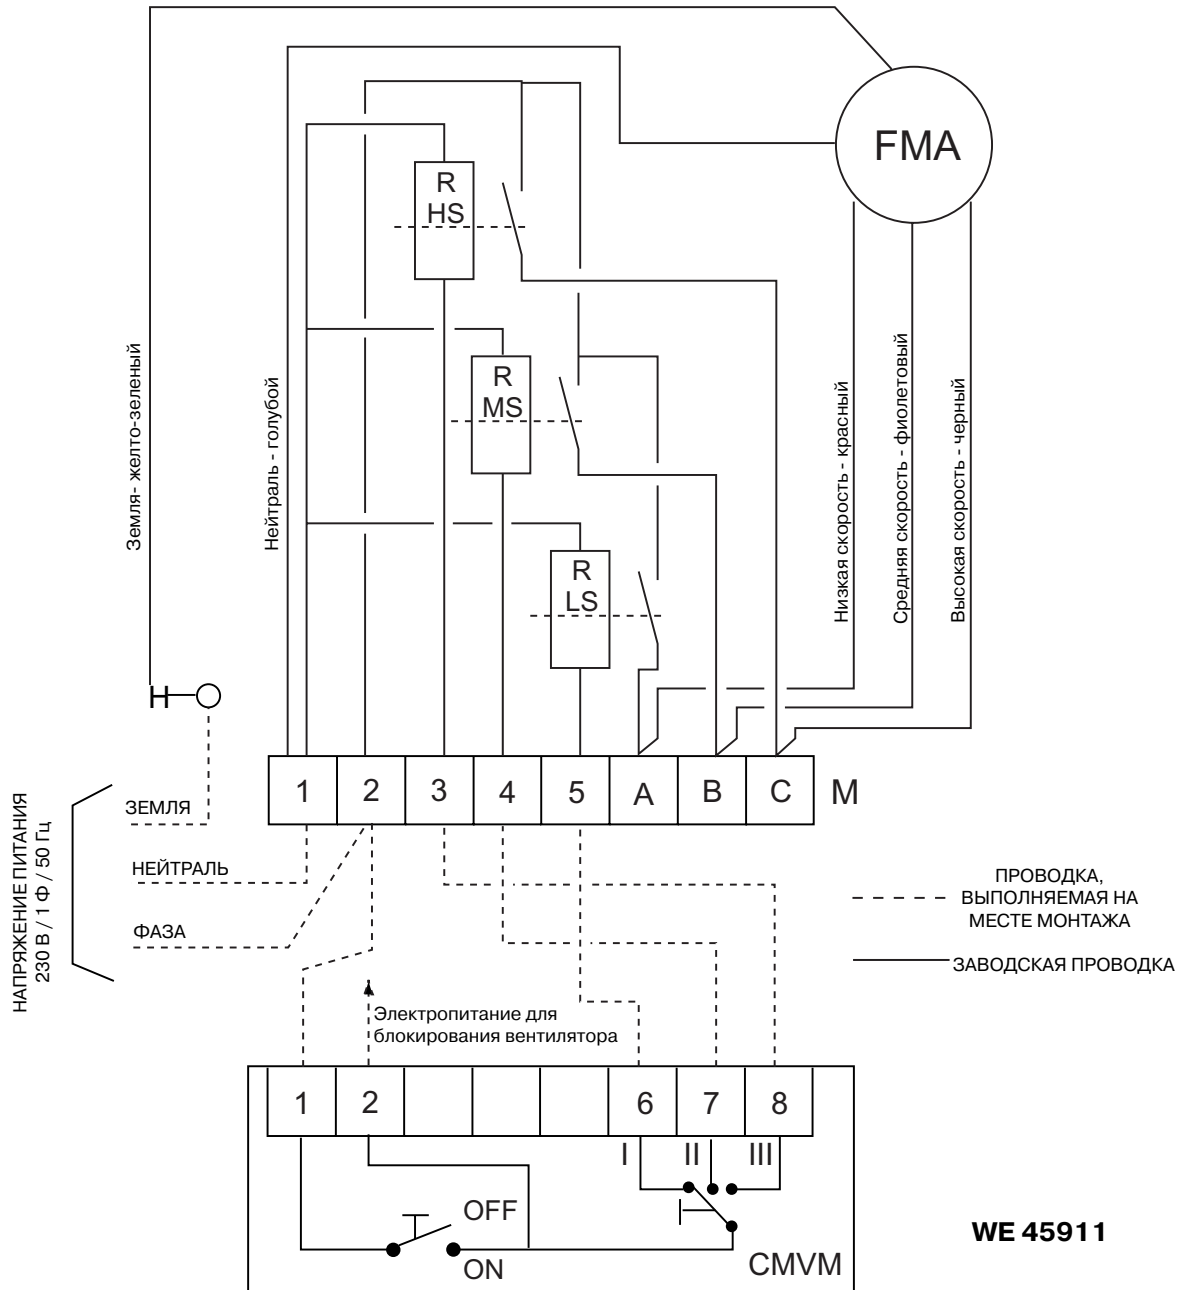 FMA
R
HS
R
MS
R
LS
Земля- желто-зеленый
Нейтраль - голубой
Низкая скорость - красный
Средняя скорость - фиолетовый
Высокая скорость - черный
H
1 2 3 4 5 A B C M
НАПРЯЖЕНИЕ ПИТАНИЯ
230 В / 1 Ф / 50 Гц
ЗЕМЛЯ
НЕЙТРАЛЬ
ФАЗА
ПРОВОДКА,
ВЫПОЛНЯЕМАЯ НА
МЕСТЕ МОНТАЖА
ЗАВОДСКАЯ ПРОВОДКА
Электропитание для
блокирования вентилятора
1 2 6 7 8
I II III
OFF
ON
CMVM
WE 45911